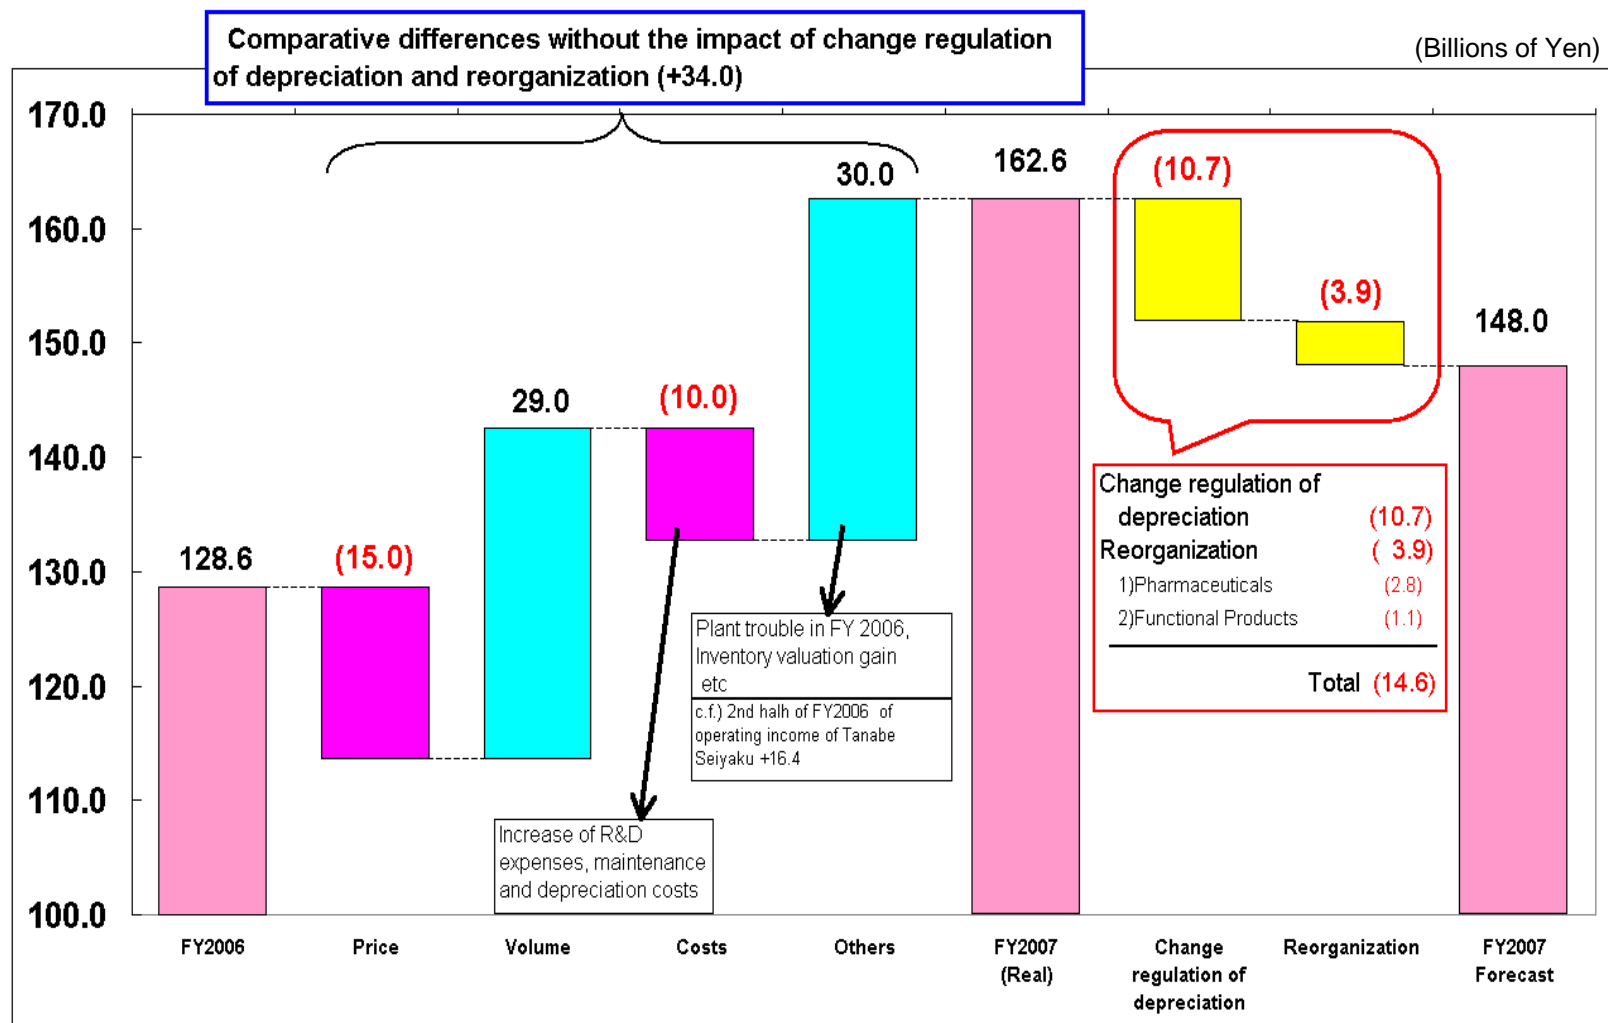 Comparative differences without the impact of change regulation
of depreciation and reorganization (+34.0)
(Billions of Yen)
170.0
160.0
150.0
140.0
130.0
120.0
110.0
100.0
128.6
(15.0)
29.0
(10.0)
30.0
162.6
(10.7)
(3.9)
148.0
Change regulation of
depreciation (10.7)
Reorganization ( 3.9)
1)Pharmaceuticals (2.8)
2)Functional Products (1.1)
Total (14.6)
Plant trouble in FY 2006,
Inventory valuation gain
etc
c.f.) 2nd halh of FY2006 of
operating income of Tanabe
Seiyaku +16.4
Increase of R&D
expenses, maintenance
and depreciation costs
FY2006
Price
Volume
Costs
Others
FY2007
(Real)
Change
regulation of
depreciation
Reorganization
FY2007
Forecast